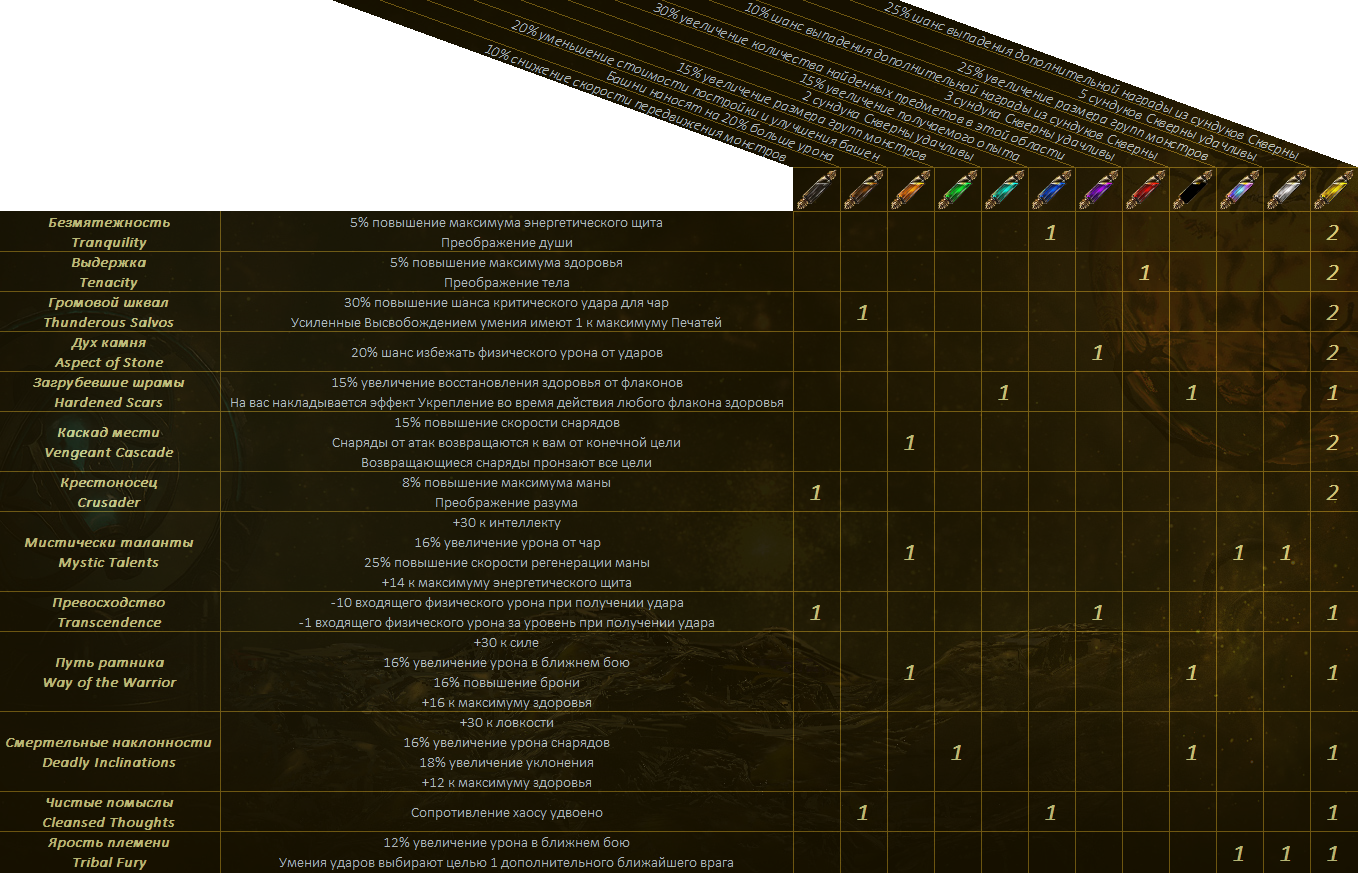 10% снижение скорости передвижения монстров
Башни наносят на 20% больше урона
20% уменьшение стоимости постройки и улучшения башен
15% увеличение размера групп монстров
2 сундука Скверны удачливы
15% увеличение получаемого опыта
30% увеличение количества найденных предметов в этой области
3 сундука Скверны удачливы
10% шанс выпадения дополнительной награды из сундуков Скверны
25% увеличение размера групп монстров
5 сундуков Скверны удачливы
25% шанс выпадения дополнительной награды из сундуков Скверны
Безмятежность
Tranquility
5% повышение максимума энергетического щита
Преображение души
1 2
Выдержка
Tenacity
5% повышение максимума здоровья
Преображение тела
1 2
Громовой шквал
Thunderous Salvos
30% повышение шанса критического удара для чар
Усиленные Высвобождением умения имеют 1 к максимуму Печатей
1 2
Дух камня
Aspect of Stone
20% шанс избежать физического урона от ударов
1 2
Загрубевшие шрамы
Hardened Scars
15% увеличение восстановления здоровья от флаконов
На вас накладывается эффект Укрепление во время действия любого флакона здоровья
1 1 1
Каскад мести
Vengeant Cascade
15% повышение скорости снарядов
Снаряды от атак возвращаются к вам от конечной цели
Возвращающиеся снаряды пронзают все цели
1 2
Крестоносец
Crusader
8% повышение максимума маны
Преображение разума
1 2
Мистически таланты
Mystic Talents
+30 к интеллекту
16% увеличение урона от чар
25% повышение скорости регенерации маны
+14 к максимуму энергетического щита
1 1 1
Превосходство
Transcendence
-10 входящего физического урона при получении удара
-1 входящего физического урона за уровень при получении удара
1 1 1
Путь ратника
Way of the Warrior
+30 к силе
16% увеличение урона в ближнем бою
16% повышение брони
+16 к максимуму здоровья
1 1 1
Смертельные наклонности
Deadly Inclinations
+30 к ловкости
16% увеличение урона снарядов
18% увеличение уклонения
+12 к максимуму здоровья
1 1 1
Чистые помыслы
Cleansed Thoughts
Сопротивление хаосу удвоено
1 1 1
Ярость племени
Tribal Fury
12% увеличение урона в ближнем бою
Умения ударов выбирают целью 1 дополнительного ближайшего врага
1 1 1